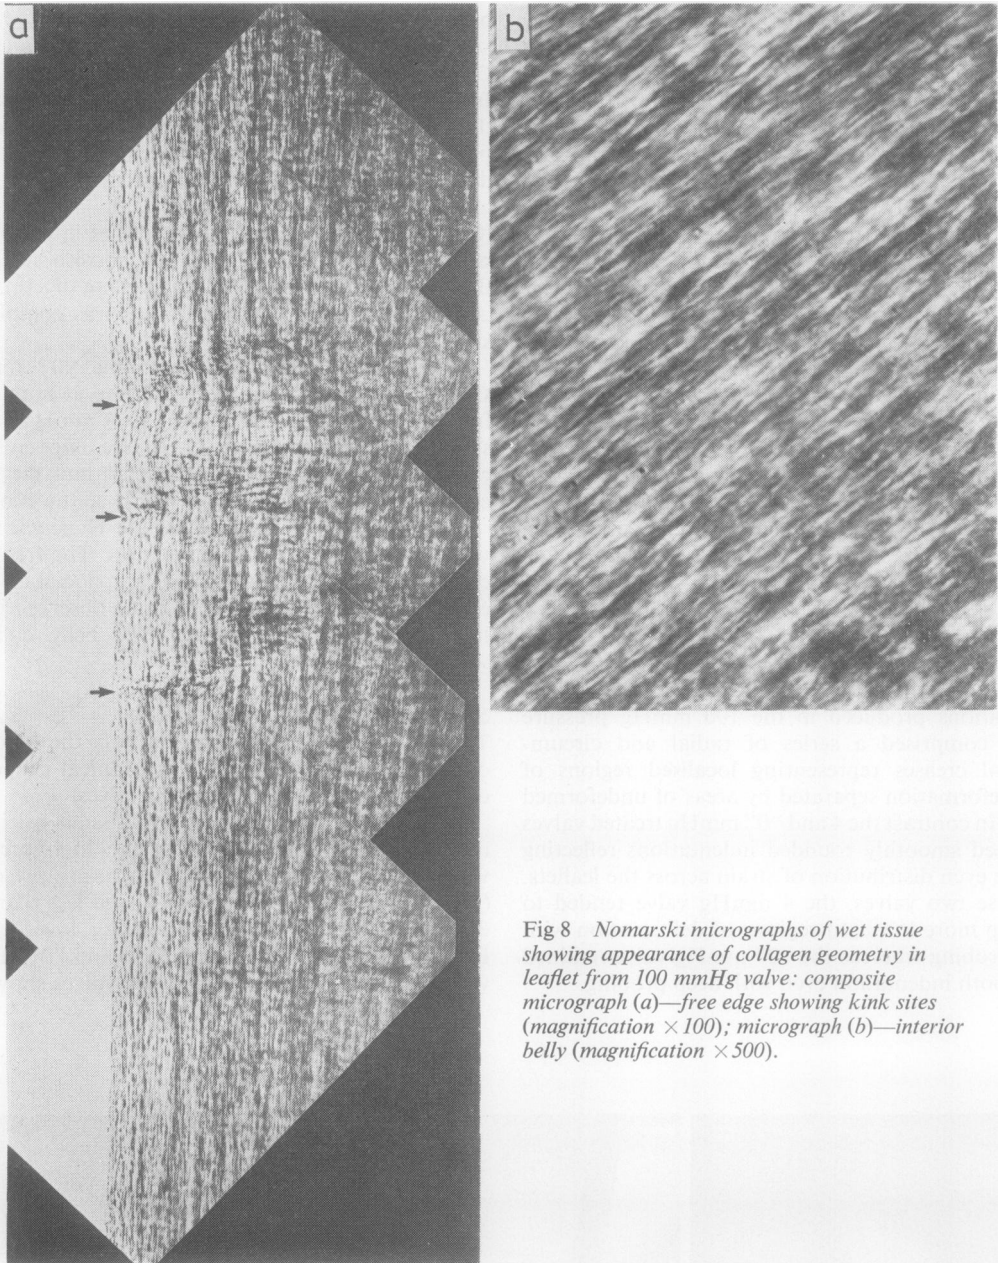 a
b
Fig 8 Nomarski micrographs of wet tissue
showing appearance of collagen geometry in
leaflet from 100 mmHg valve: composite
micrograph (a)—free edge showing kink sites
(magnification ×100); micrograph (b)—interior
belly (magnification ×500).